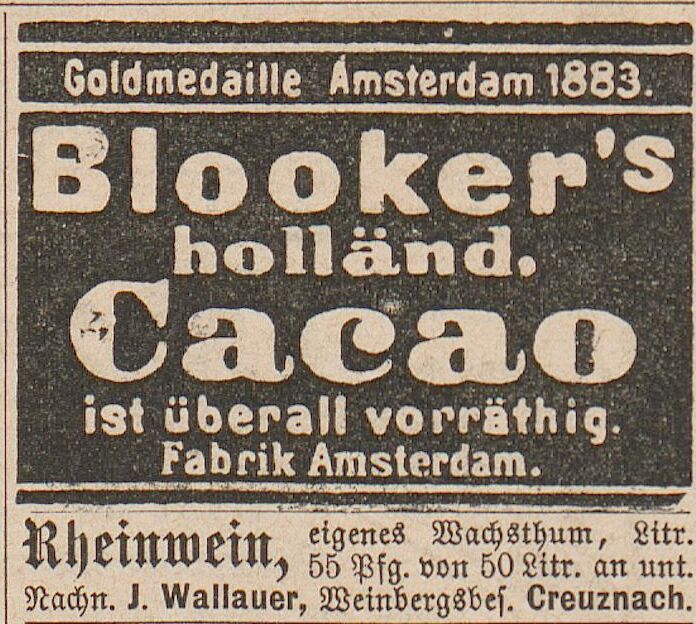 Goldmedaille Amsterdam 1883.
Blooker's
holländ.
Cacao
ist überall vorräthig.
Fabrik Amsterdam.
Rheinwein, eigenes Wachsthum, Litr.
55 Pfg. von 50 Litr. an unt.
Nachn. J. Wallauer, Weinbergsbes. Creuznach.